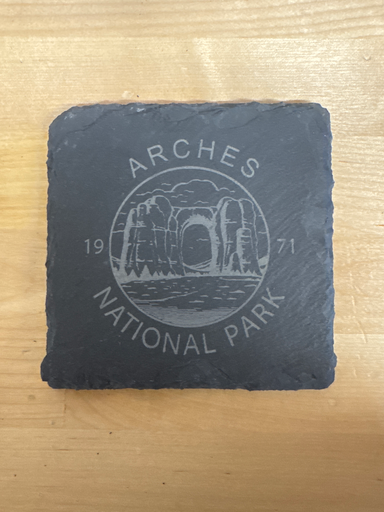 ARCHES
19 71
NATIONAL PARK